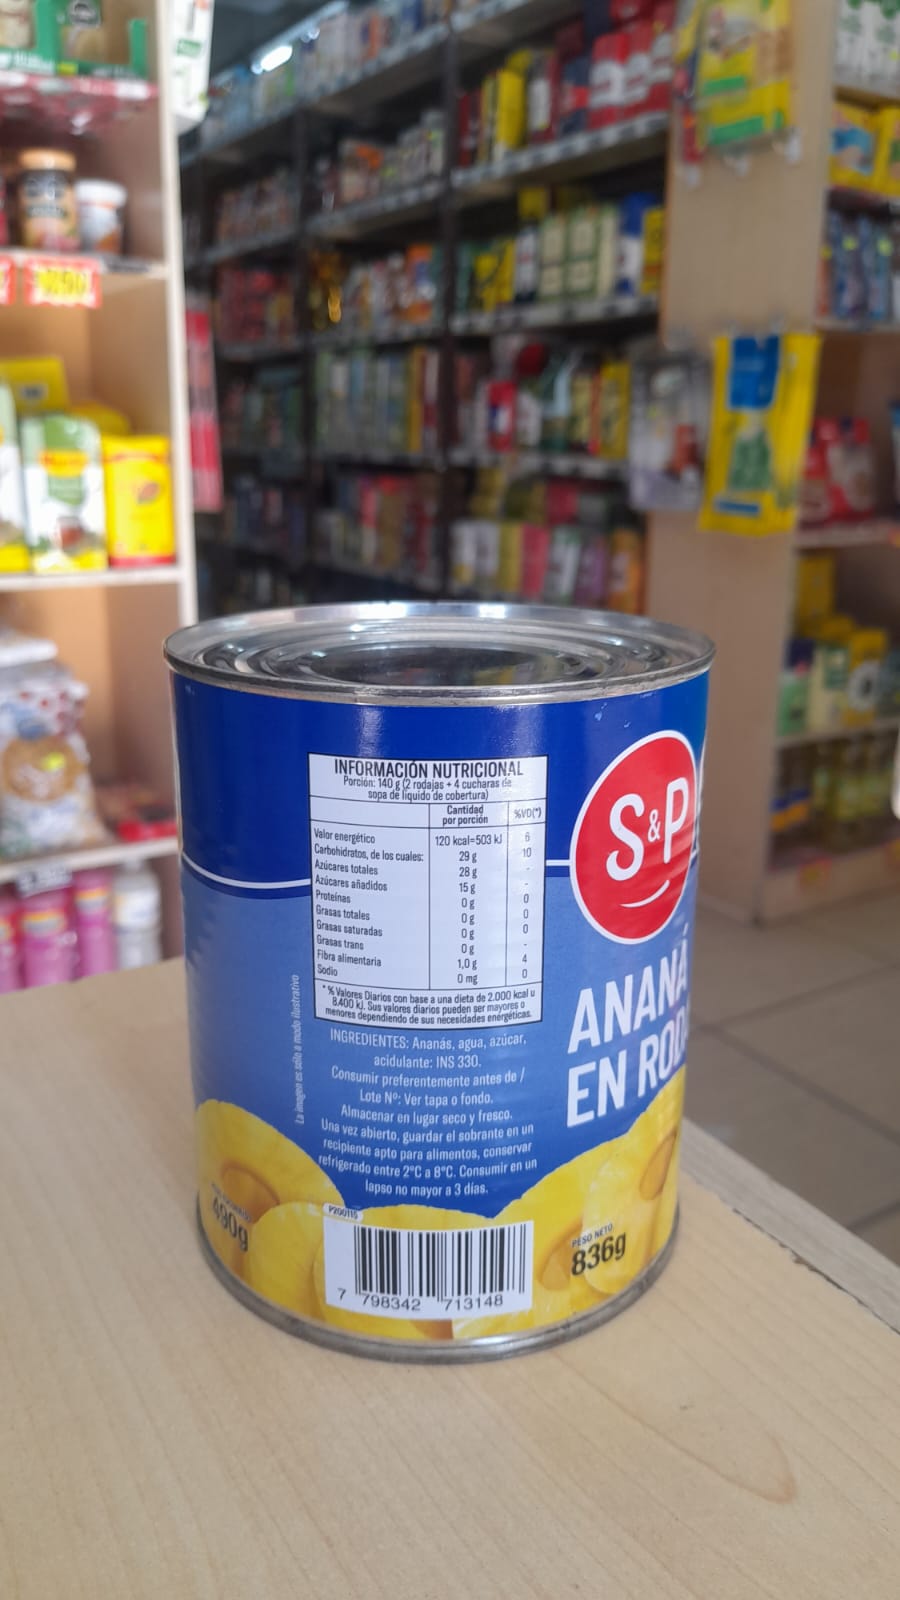 INFORMACIÓN NUTRICIONAL
Porción: 140 g (2 rodajas + 4 cucharas de
sopa de líquido de cobertura)
Cantidad
por porción
%VD(*)
Valor energético 120 kcal=503 kJ 6
Carbohidratos, de los cuales: 29 g 10
Azúcares totales 28 g -
Azúcares añadidos 15 g -
Proteínas 0 g 0
Grasas totales 0 g 0
Grasas saturadas 0 g 0
Grasas trans 0 g -
Fibra alimentaria 1,0 g 4
Sodio 0 mg 0
* % Valores Diarios con base a una dieta de 2.000 kcal u
8.400 kJ. Sus valores diarios pueden ser mayores o
menores dependiendo de sus necesidades energéticas.
INGREDIENTES: Ananás, agua, azúcar,
acidulante: INS 330.
Consumir preferentemente antes de /
Lote Nº: Ver tapa o fondo.
Almacenar en lugar seco y fresco.
Una vez abierto, guardar el sobrante en un
recipiente apto para alimentos, conservar
refrigerado entre 2°C a 8°C. Consumir en un
lapso no mayor a 3 días.
La imagen es sólo a modo ilustrativo
S&P
ANANÁ
EN ROD
490g
PESO NETO
836g
P200115
7 798342 713148